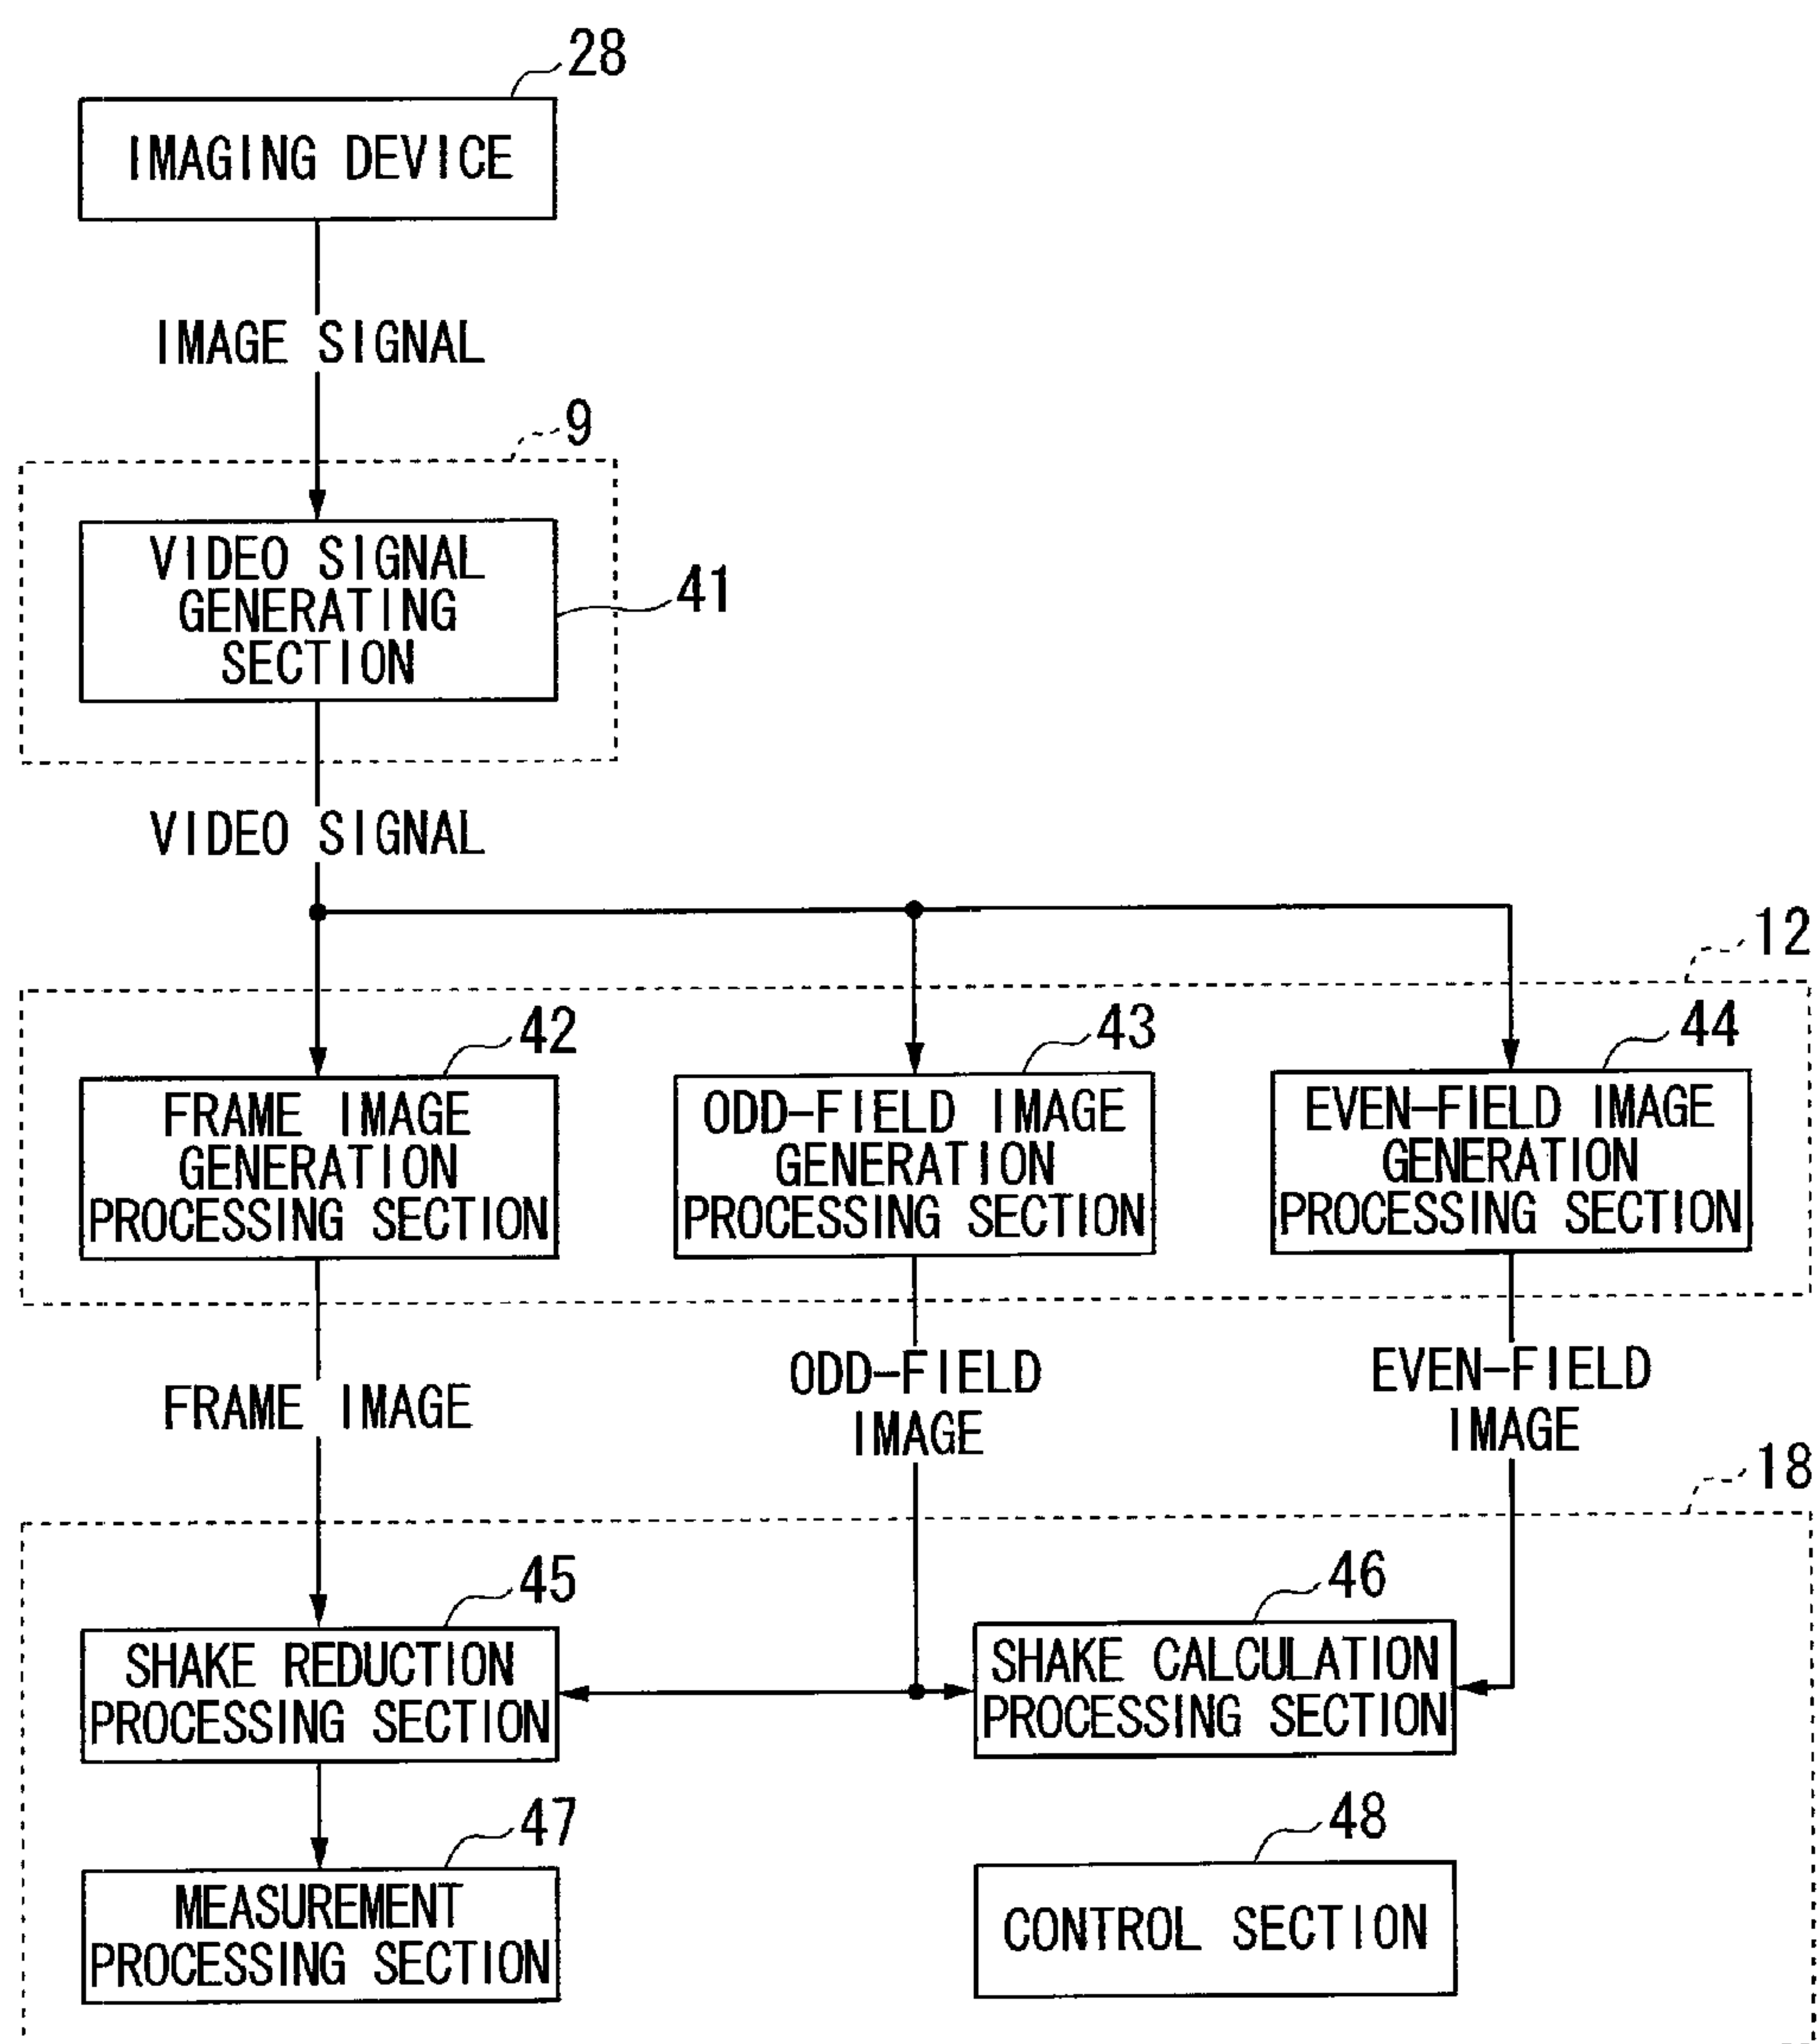 28
IMAGING DEVICE
IMAGE SIGNAL
9
VIDEO SIGNAL
GENERATING
SECTION
41
VIDEO SIGNAL
12
42
FRAME IMAGE
GENERATION
PROCESSING SECTION
43
ODD-FIELD IMAGE
GENERATION
PROCESSING SECTION
44
EVEN-FIELD IMAGE
GENERATION
PROCESSING SECTION
FRAME IMAGE
ODD-FIELD
IMAGE
EVEN-FIELD
IMAGE
18
45
SHAKE REDUCTION
PROCESSING SECTION
46
SHAKE CALCULATION
PROCESSING SECTION
47
MEASUREMENT
PROCESSING SECTION
48
CONTROL SECTION